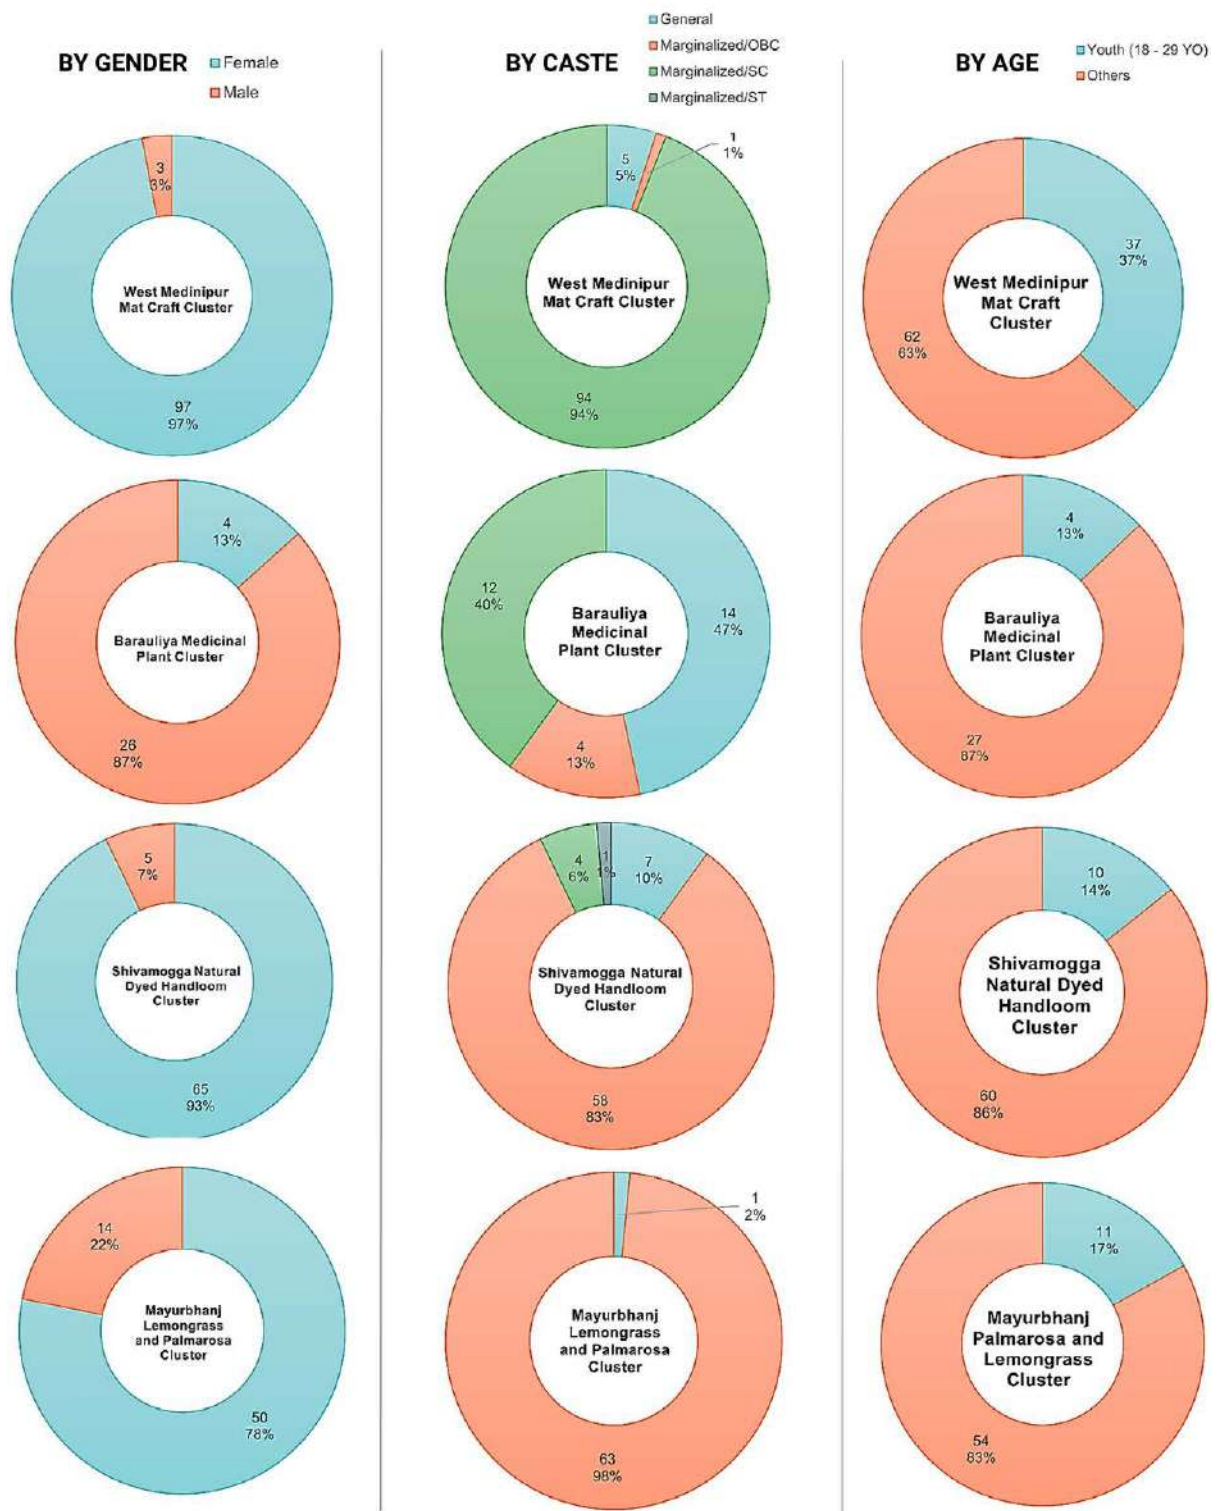 BY GENDER
Female
Male
3
3%
West Medinipur
Mat Craft Cluster
97
97%
4
13%
Barauliya Medicinal
Plant Cluster
26
87%
5
7%
Shivamogga Natural
Dyed Handloom
Cluster
65
93%
14
22%
Mayurbhanj
Lemongrass
and Palmarosa
Cluster
50
78%
BY CASTE
General
Marginalized/OBC
Marginalized/SC
Marginalized/ST
5
5%
1
1%
West Medinipur
Mat Craft Cluster
94
94%
12
40%
14
47%
Barauliya
Medicinal
Plant Cluster
4
13%
4
6%
1
1%
7
10%
Shivamogga Natural
Dyed Handloom
Cluster
58
83%
1
2%
Mayurbhanj
Lemongrass
and Palmarosa
Cluster
63
98%
BY AGE
Youth (18 - 29 YO)
Others
37
37%
West Medinipur
Mat Craft
Cluster
62
63%
4
13%
Barauliya
Medicinal
Plant Cluster
27
87%
10
14%
Shivamogga
Natural Dyed
Handloom
Cluster
60
86%
11
17%
Mayurbhanj
Palmarosa and
Lemongrass
Cluster
54
83%